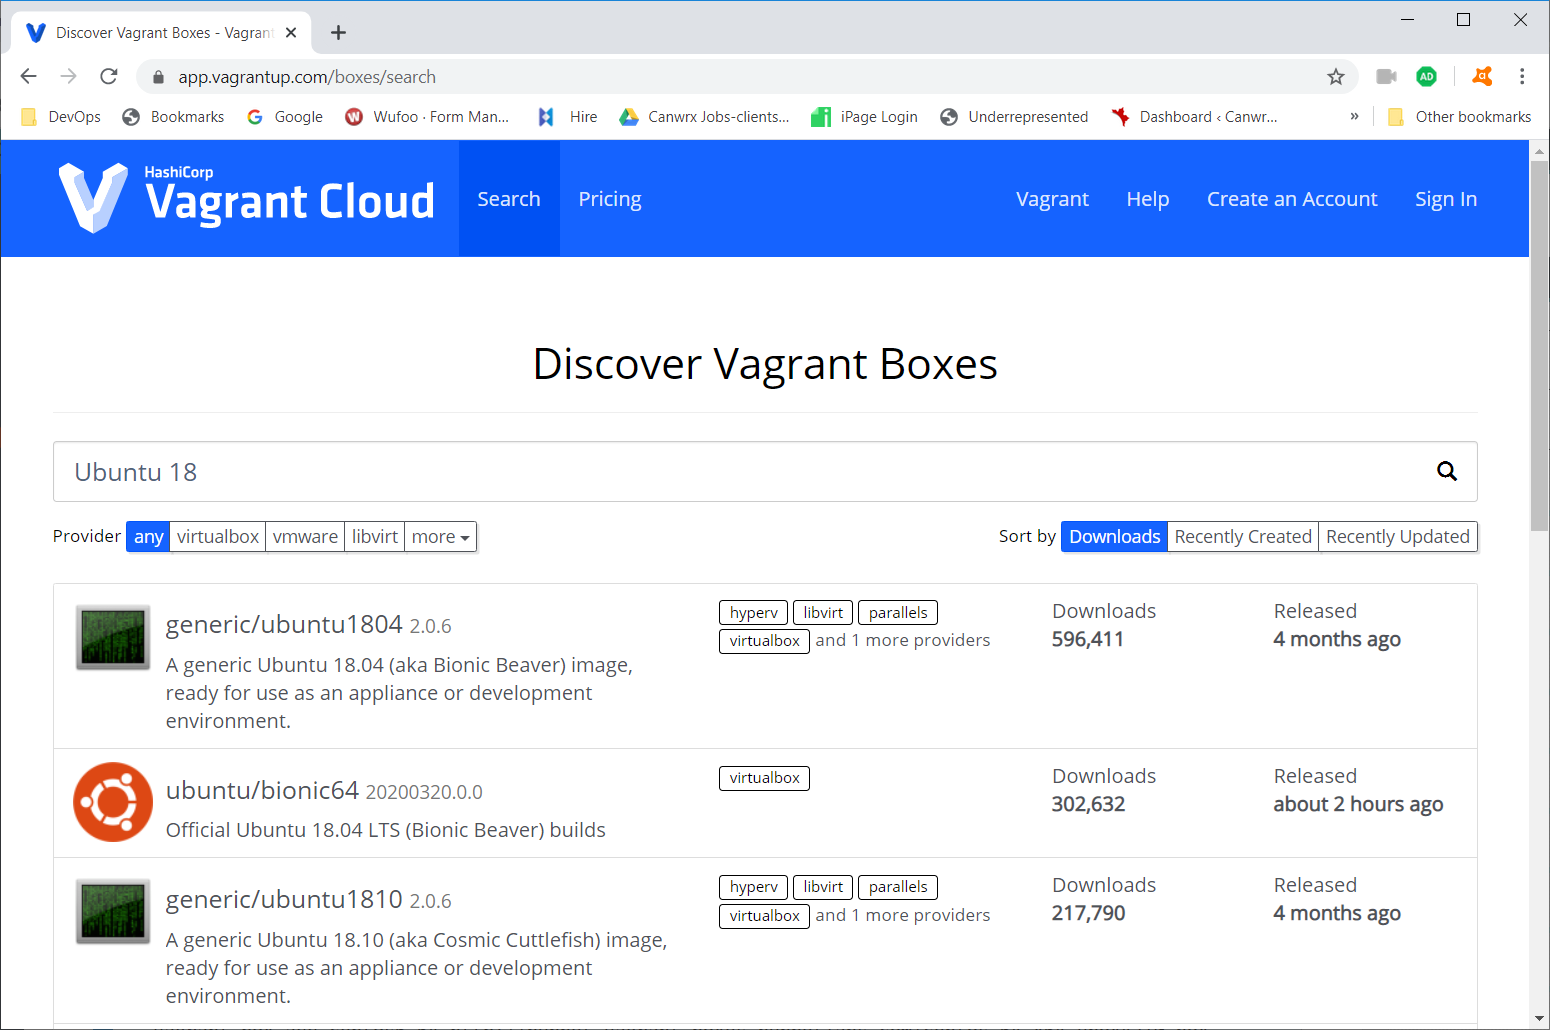 Discover Vagrant Boxes - Vagrant
app.vagrantup.com/boxes/search
AD
DevOps Bookmarks Google Wufoo · Form Man... Hire Canwrx Jobs-clients... iPage Login Underrepresented Dashboard ‹ Canwr... » Other bookmarks
HashiCorp
Vagrant Cloud
Search Pricing Vagrant Help Create an Account Sign In
Discover Vagrant Boxes
Ubuntu 18
Provider any virtualbox vmware libvirt more Sort by Downloads Recently Created Recently Updated
generic/ubuntu1804 2.0.6
A generic Ubuntu 18.04 (aka Bionic Beaver) image,
ready for use as an appliance or development
environment.
hyperv libvirt parallels
virtualbox and 1 more providers
Downloads
596,411
Released
4 months ago
ubuntu/bionic64 20200320.0.0
Official Ubuntu 18.04 LTS (Bionic Beaver) builds
virtualbox
Downloads
302,632
Released
about 2 hours ago
generic/ubuntu1810 2.0.6
A generic Ubuntu 18.10 (aka Cosmic Cuttlefish) image,
ready for use as an appliance or development
environment.
hyperv libvirt parallels
virtualbox and 1 more providers
Downloads
217,790
Released
4 months ago